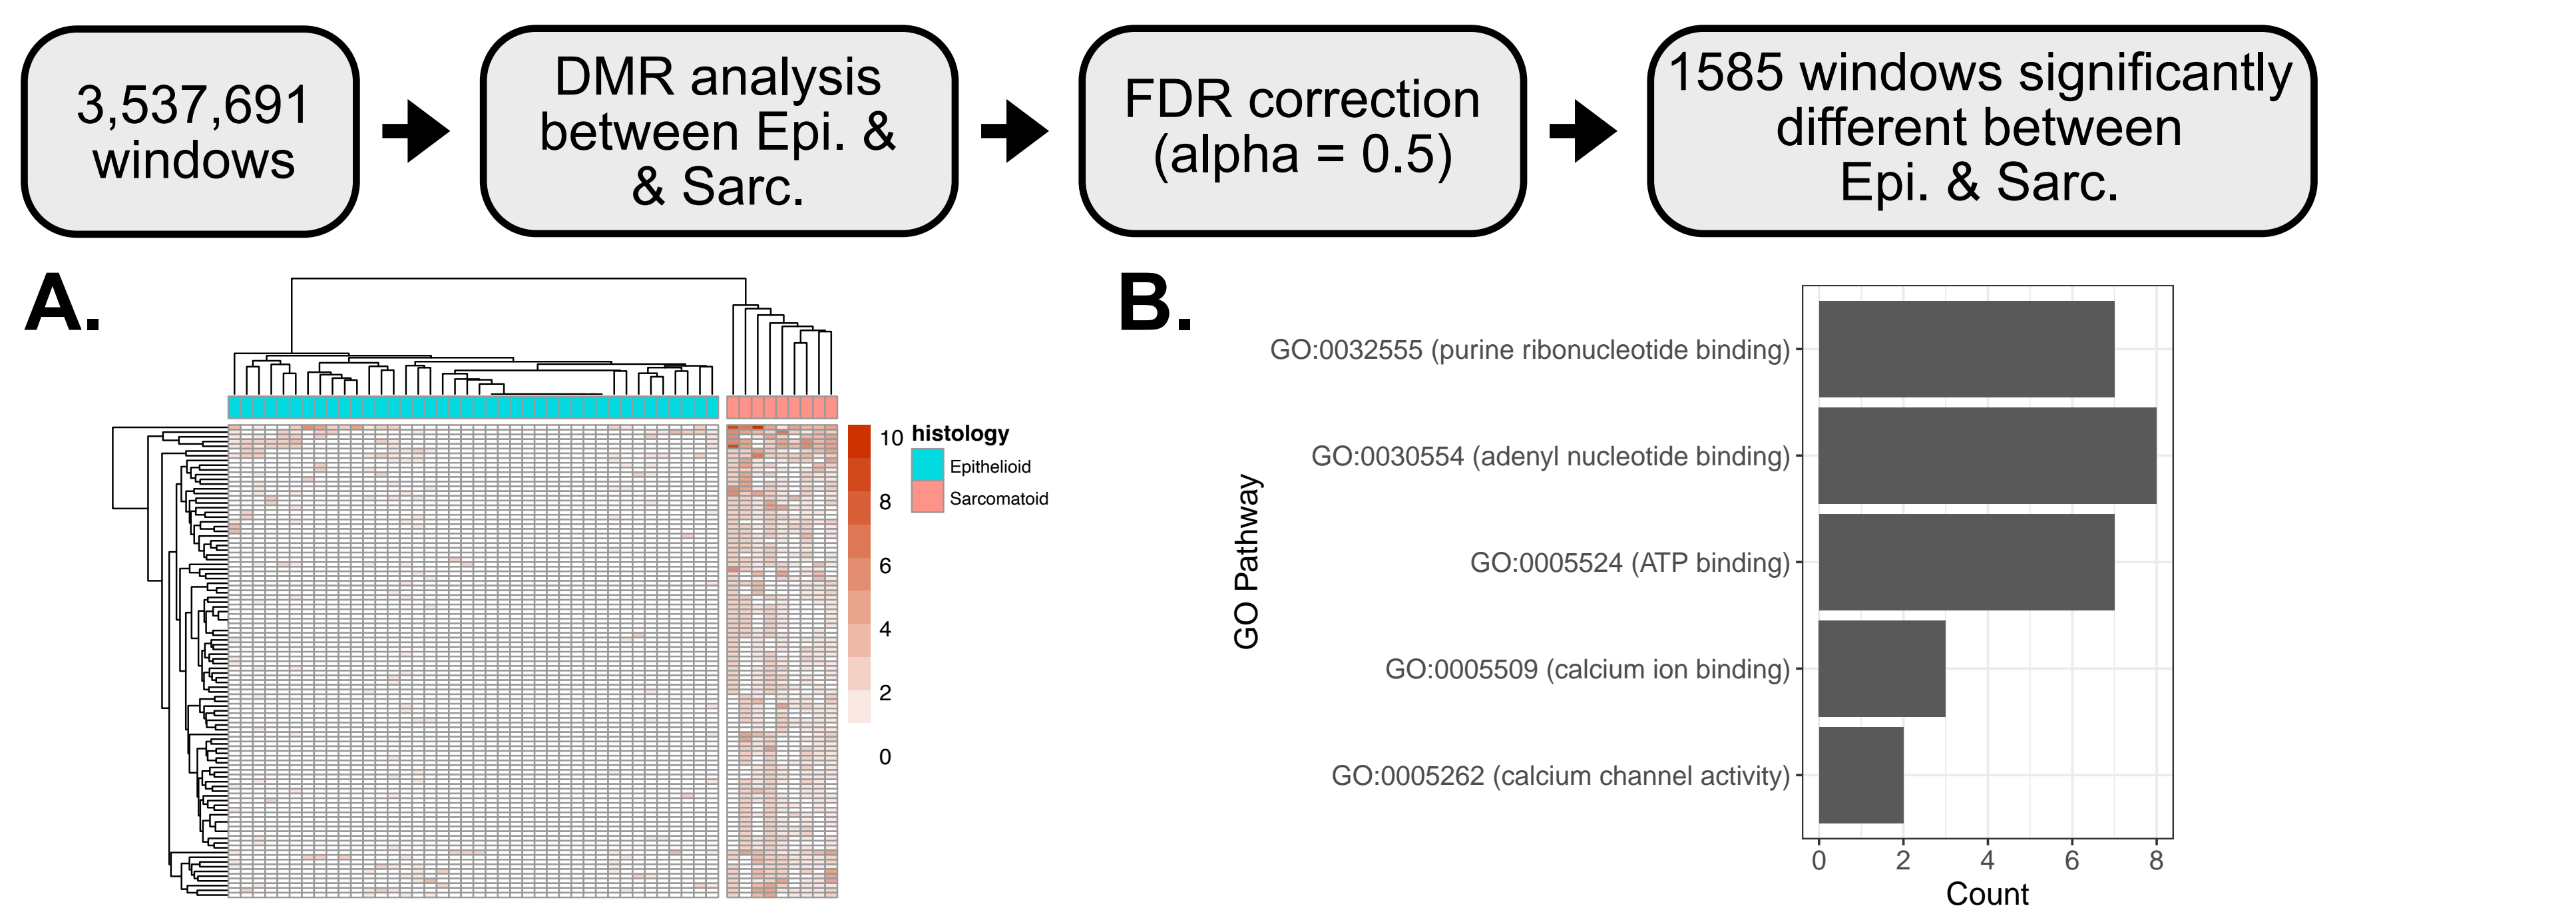 3,537,691
windows
DMR analysis
between Epi. &
& Sarc.
FDR correction
(alpha = 0.5)
1585 windows significantly
different between
Epi. & Sarc.
A.
10
8
6
4
2
0
histology
Epithelioid
Sarcomatoid
B.
GO Pathway
GO:0032555 (purine ribonucleotide binding)
GO:0030554 (adenyl nucleotide binding)
GO:0005524 (ATP binding)
GO:0005509 (calcium ion binding)
GO:0005262 (calcium channel activity)
0 2 4 6 8
Count